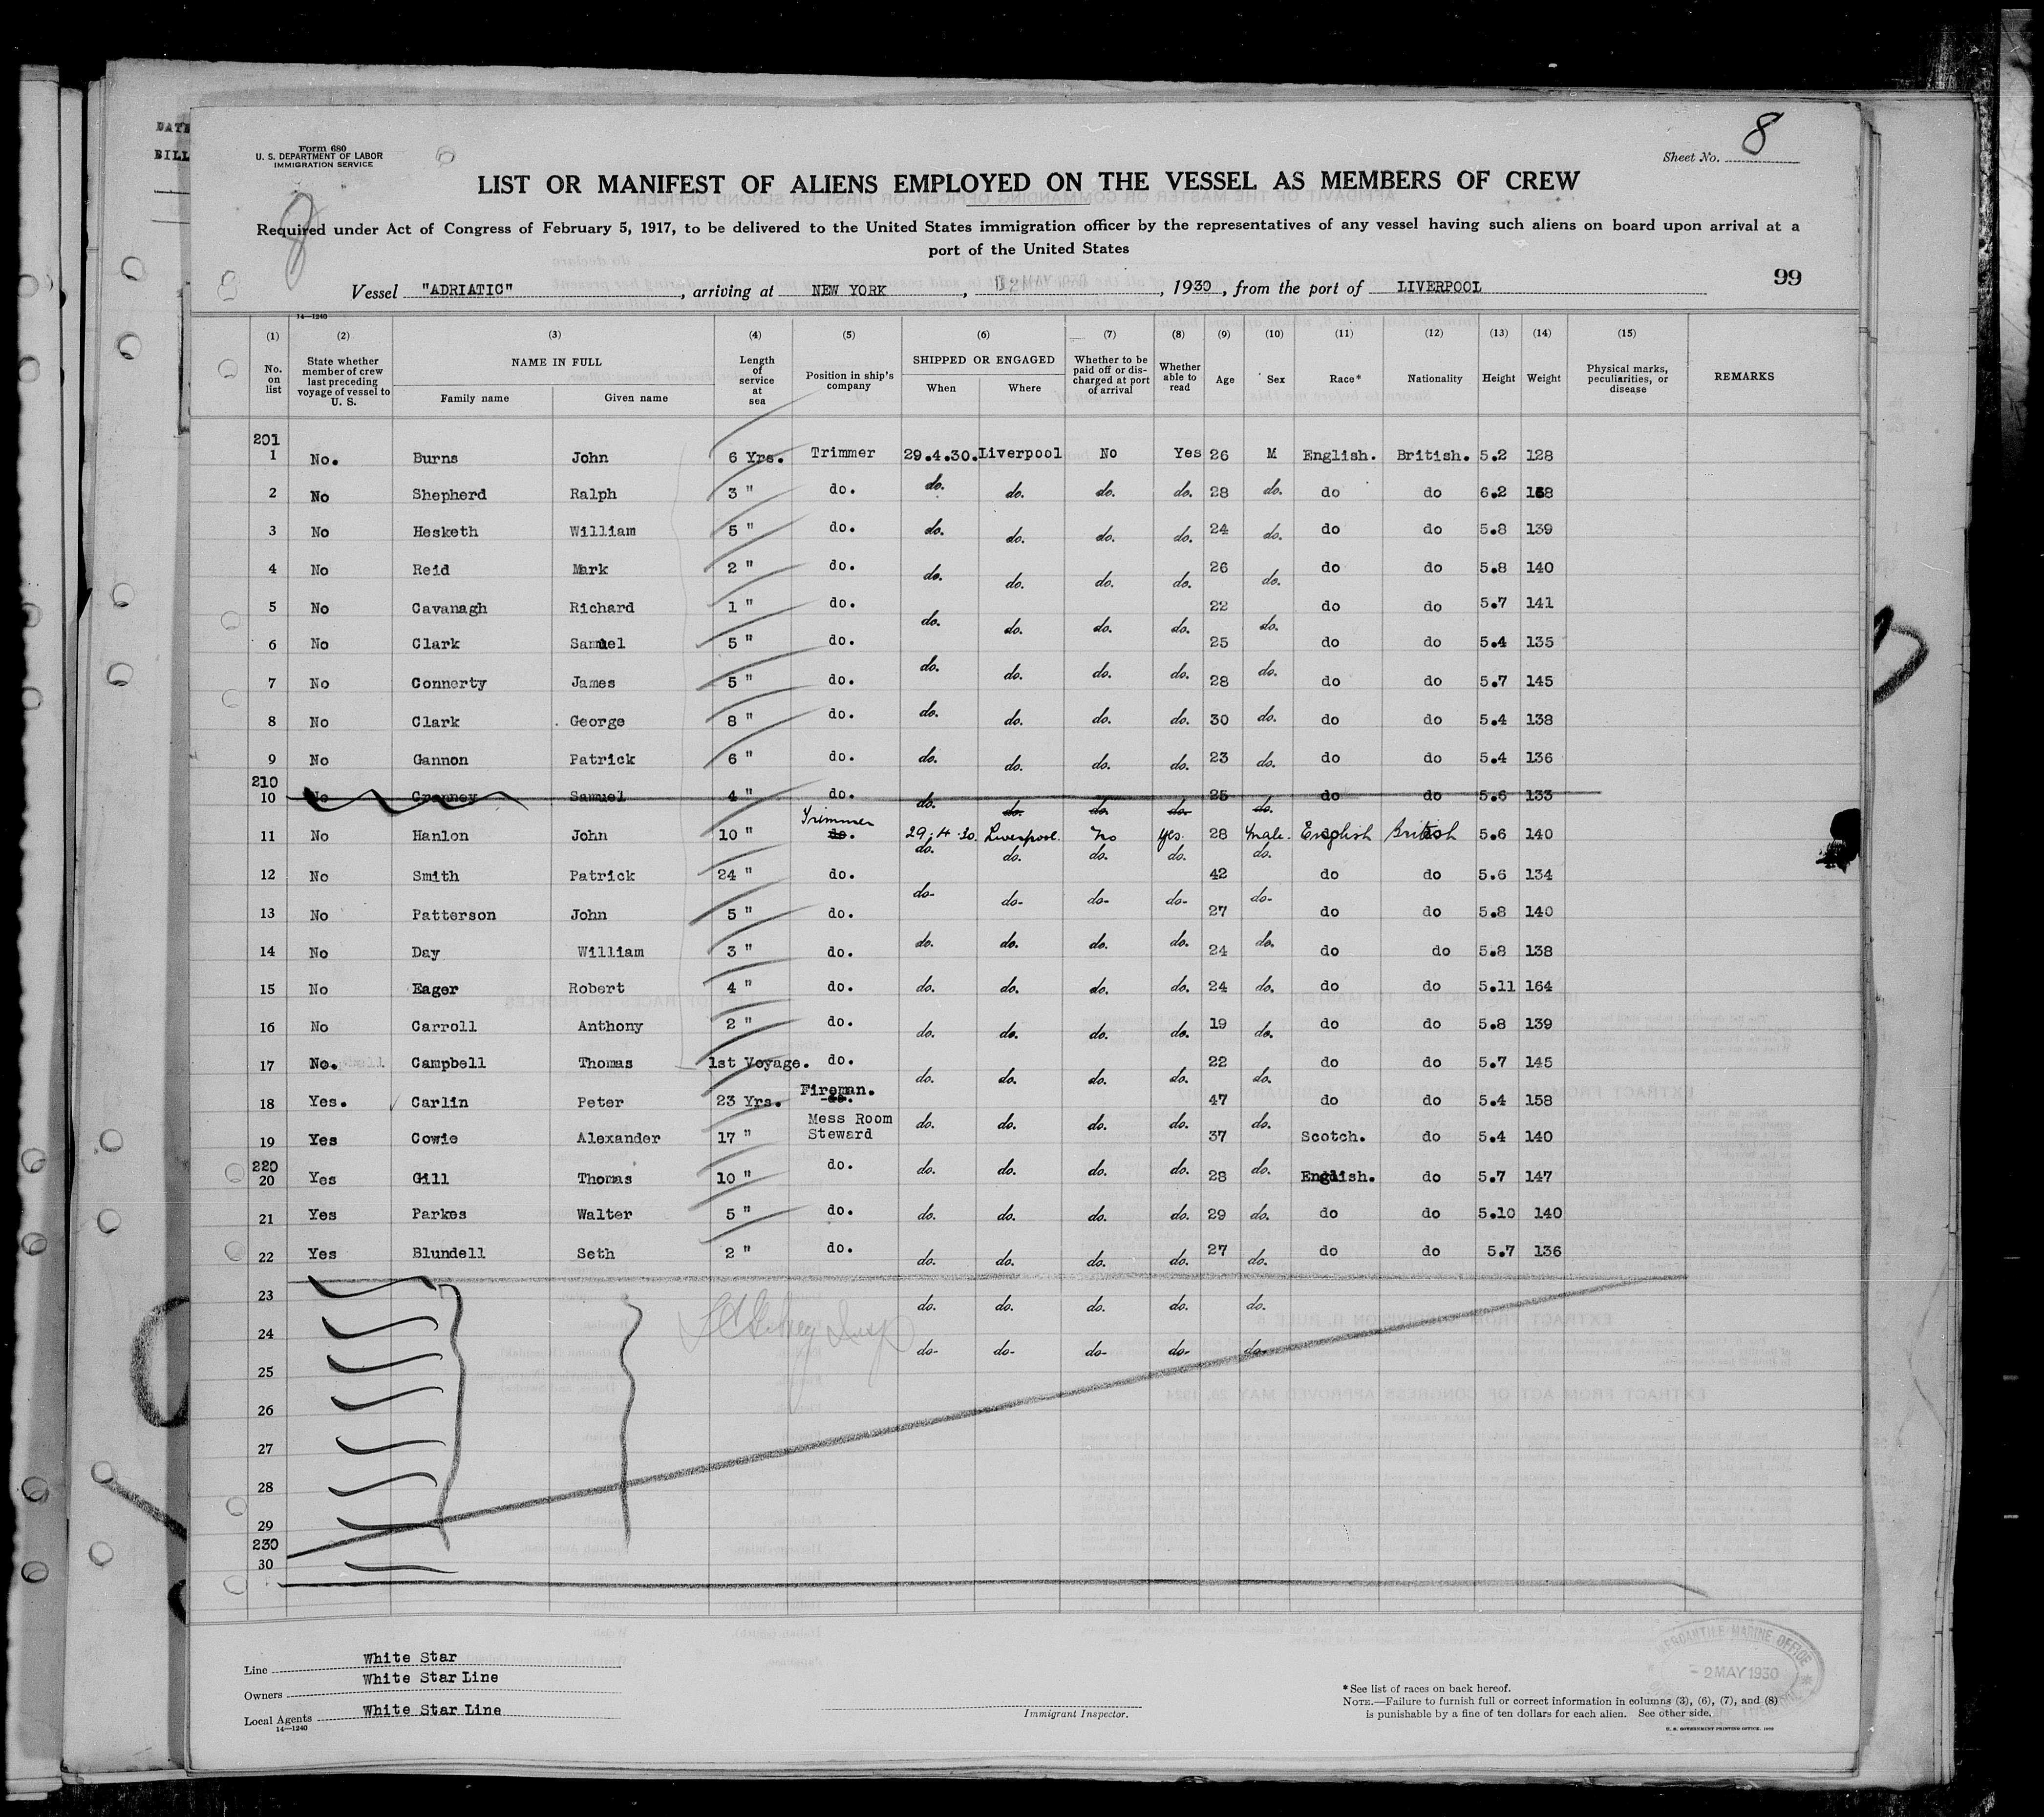 DATE
BILL
Form 680
U. S. DEPARTMENT OF LABOR
IMMIGRATION SERVICE
Sheet No. 8
8
LIST OR MANIFEST OF ALIENS EMPLOYED ON THE VESSEL AS MEMBERS OF CREW
Required under Act of Congress of February 5, 1917, to be delivered to the United States immigration officer by the representatives of any vessel having such aliens on board upon arrival at a
port of the United States
99
Vessel "ADRIATIC", arriving at NEW YORK, , 1930, from the port of LIVERPOOL
14—1240
(1) (2) (3) (4) (5) (6) (7) (8) (9) (10) (11) (12) (13) (14) (15)
No. on list State whether member of crew last preceding voyage of vessel to U. S. NAME IN FULL Family name Given name Length of service at sea Position in ship's company SHIPPED OR ENGAGED When Where Whether to be paid off or discharged at port of arrival Whether able to read Age Sex Race* Nationality Height Weight Physical marks, peculiarities, or disease REMARKS
201
1 No. Burns John 6 Yrs. Trimmer 29.4.30. Liverpool No Yes 26 M English. British. 5.2 128
2 No Shepherd Ralph 3 " do. do. do. do. do. 28 do. do do 6.2
3 No Hesketh William 5 " do. do. do. do. do. 24 do. do do 5.8 139
4 No Reid Mark 2 " do. do. do. do. do. 26 do. do do 5.8 140
5 No Cavanagh Richard 1 " do. do. do. do. do. 22 do. do do 5.7 141
6 No Clark Samuel 5 " do. do. do. do. do. 25 do. do do 5.4 135
7 No Connerty James 5 " do. do. do. do. do. 28 do. do do 5.7 145
8 No Clark George 8 " do. do. do. do. do. 30 do. do do 5.4 138
9 No Gannon Patrick 6 " do. do. do. do. do. 23 do. do do 5.4 136
210
10 No Samuel 4 " do. do. do. do. do. 25 do. do do 5.6 133
Trimmer
11 No Hanlon John 10 " do. 29.4.30. Liverpool. No Yes. 28 Male. English British 5.6 140
do. do. do. do. do.
12 No Smith Patrick 24 " do. do- do- do- do- 42 do- do do 5.6 134
13 No Patterson John 5 " do. do. do. do. do. 27 do. do do 5.8 140
14 No Day William 3 " do. 24 do do 5.8 138
15 No Eager Robert 4 " do. do. do. do. do. 24 do. do do 5.11 164
16 No Carroll Anthony 2 " do. do. do. do. do. 19 do. do do 5.8 139
17 No. Campbell Thomas 1st Voyage. do. do. do. do. do. 22 do. do do 5.7 145
Fireman.
18 Yes. Carlin Peter 23 Yrs. do. do. do. do. do. 47 do. do do 5.4 158
Mess Room
19 Yes Cowie Alexander 17 " Steward 37 Scotch. do 5.4 140
220
20 Yes Gill Thomas 10 " do. do. do. do. do. 28 do. English. do 5.7 147
21 Yes Parkes Walter 5 " do. do. do. do. do. 29 do. do do 5.10 140
22 Yes Blundell Seth 2 " do. do. do. do. do. 27 do. do do 5.7 136
23 do. do. do. do. do.
24 do- do- do- do- do-
25
26
27
28
29
230
30
Line White Star
Owners White Star Line
Local Agents White Star Line
14—1240
Immigrant Inspector.
*See list of races on back hereof.
NOTE.—Failure to furnish full or correct information in columns (3), (6), (7), and (8)
is punishable by a fine of ten dollars for each alien. See other side.
U. S. GOVERNMENT PRINTING OFFICE
MERCANTILE MARINE OFFICE
- 2 MAY 1930